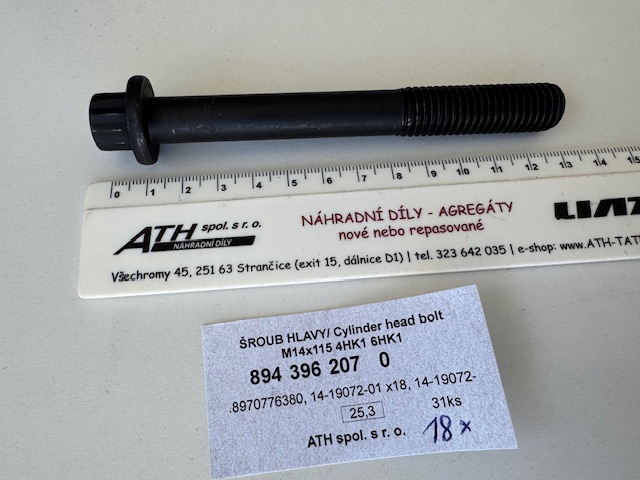 0 1 2 3 4 5 6 7 8 9 10 11 12 13 14 15
ATH spol. s r. o.
NÁHRADNÍ DÍLY
NÁHRADNÍ DÍLY - AGREGÁTY
nové nebo repasované
LIAZ
Všechromy 45, 251 63 Strančice (exit 15, dálnice D1) | tel. 323 642 035 | e-shop: www.ATH-TAT
ŠROUB HLAVY/ Cylinder head bolt
M14x115 4HK1 6HK1
894 396 207 0
.8970776380, 14-19072-01 x18, 14-19072-
25,3 31ks
ATH spol. s r. o. 18x